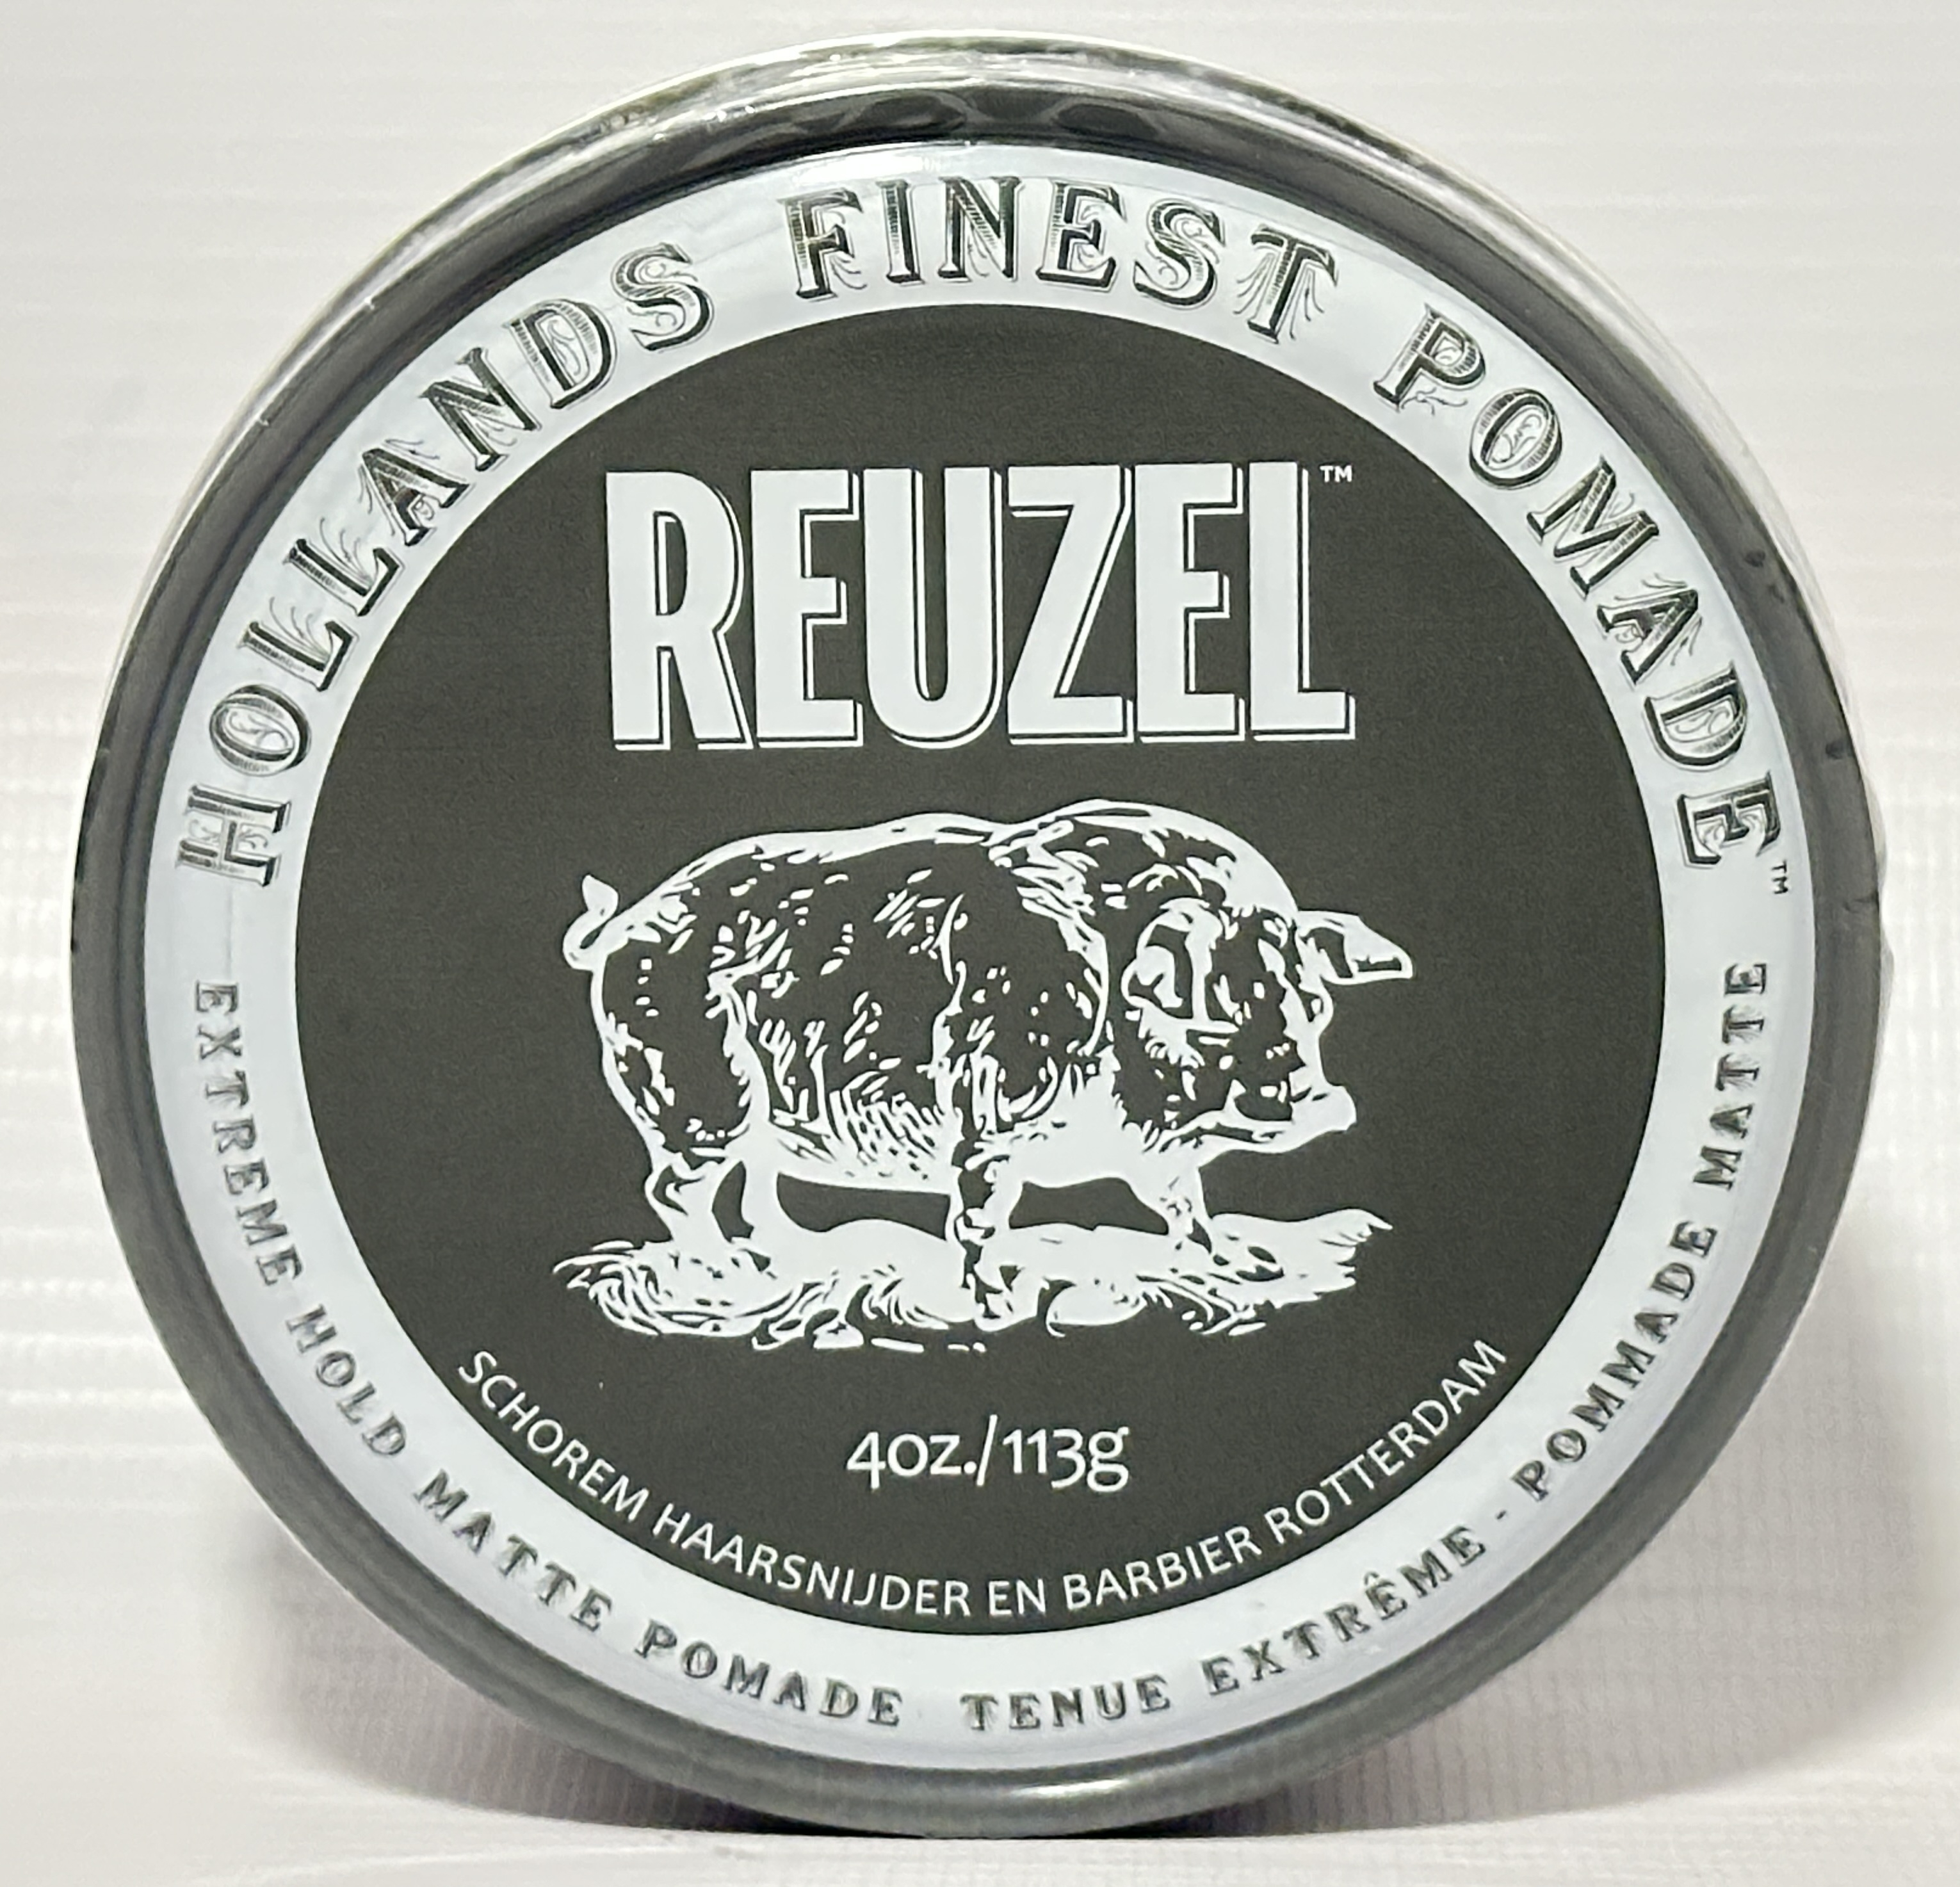 HOLLANDS FINEST POMADE™
REUZEL™
4oz./113g
SCHOREM HAARSNIJDER EN BARBIER ROTTERDAM
EXTREME HOLD MATTE POMADE TENUE EXTRÊME - POMMADE MATTE